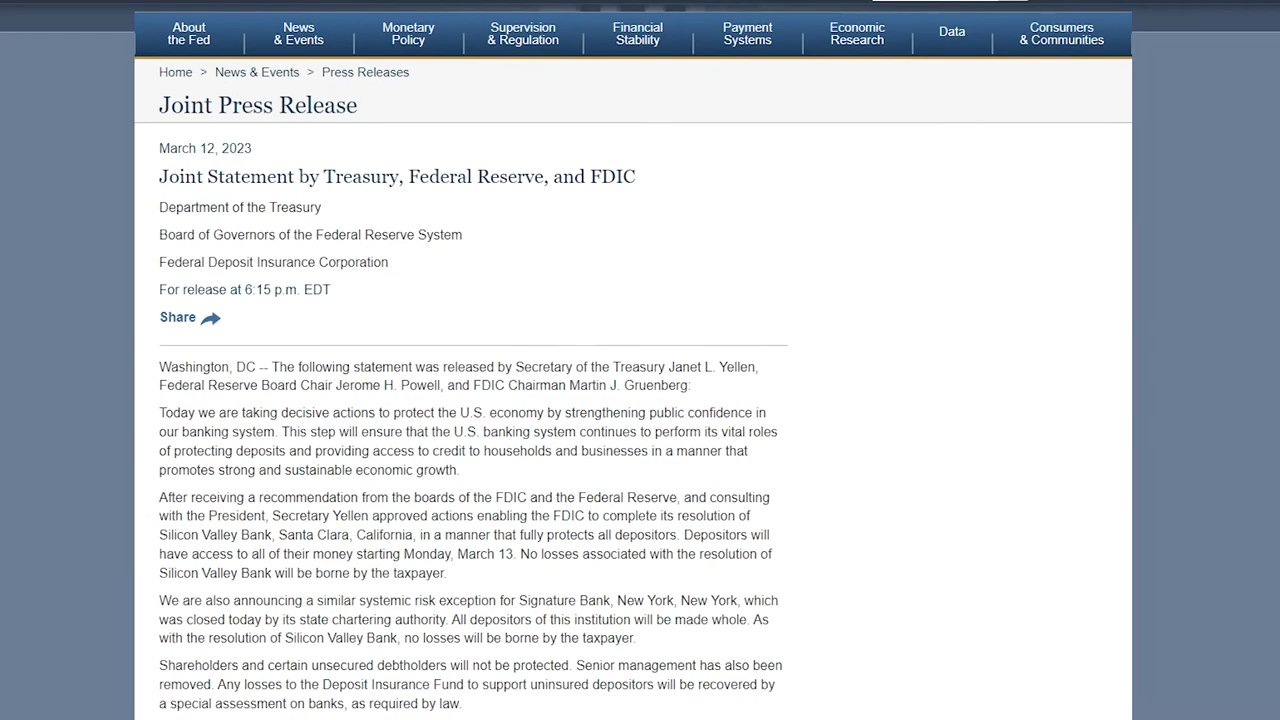 About the Fed
News & Events
Monetary Policy
Supervision & Regulation
Financial Stability
Payment Systems
Economic Research
Data
Consumers & Communities
Home > News & Events > Press Releases
Joint Press Release
March 12, 2023
Joint Statement by Treasury, Federal Reserve, and FDIC
Department of the Treasury
Board of Governors of the Federal Reserve System
Federal Deposit Insurance Corporation
For release at 6:15 p.m. EDT
Share
Washington, DC -- The following statement was released by Secretary of the Treasury Janet L. Yellen,
Federal Reserve Board Chair Jerome H. Powell, and FDIC Chairman Martin J. Gruenberg:
Today we are taking decisive actions to protect the U.S. economy by strengthening public confidence in
our banking system. This step will ensure that the U.S. banking system continues to perform its vital roles
of protecting deposits and providing access to credit to households and businesses in a manner that
promotes strong and sustainable economic growth.
After receiving a recommendation from the boards of the FDIC and the Federal Reserve, and consulting
with the President, Secretary Yellen approved actions enabling the FDIC to complete its resolution of
Silicon Valley Bank, Santa Clara, California, in a manner that fully protects all depositors. Depositors will
have access to all of their money starting Monday, March 13. No losses associated with the resolution of
Silicon Valley Bank will be borne by the taxpayer.
We are also announcing a similar systemic risk exception for Signature Bank, New York, New York, which
was closed today by its state chartering authority. All depositors of this institution will be made whole. As
with the resolution of Silicon Valley Bank, no losses will be borne by the taxpayer.
Shareholders and certain unsecured debtholders will not be protected. Senior management has also been
removed. Any losses to the Deposit Insurance Fund to support uninsured depositors will be recovered by
a special assessment on banks, as required by law.